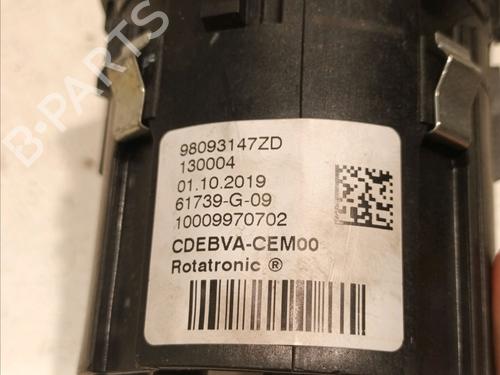 B-PARTS
98093147ZD
130004
01.10.2019
61739-G-09
10009970702
CDEBVA-CEM00
Rotatronic ®